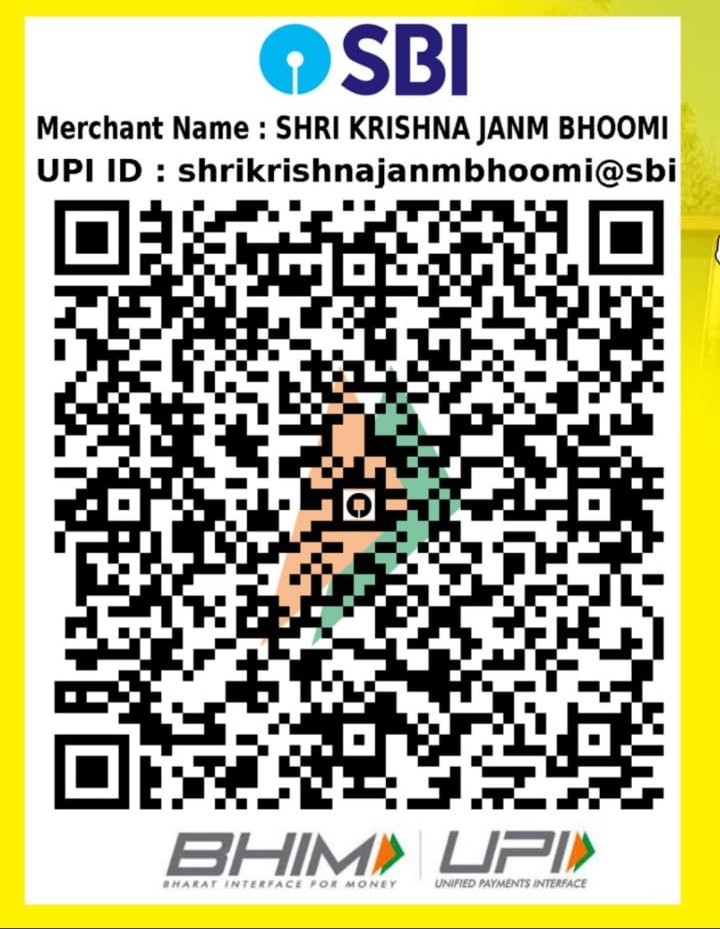 SBI
Merchant Name : SHRI KRISHNA JANM BHOOMI
UPI ID : shrikrishnajanmbhoomi@sbi
BHIM UPI
BHARAT INTERFACE FOR MONEY UNIFIED PAYMENTS INTERFACE